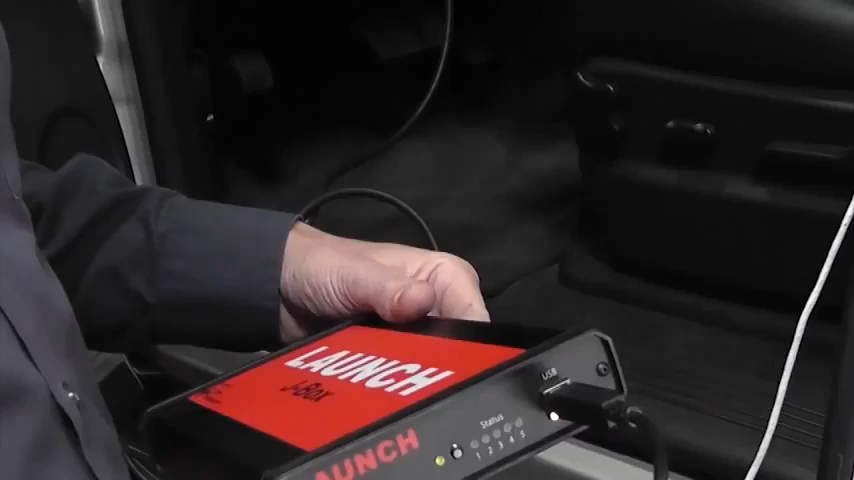 LAUNCH
J-Box
USB
Status
1 2 3 4 5
LAUNCH